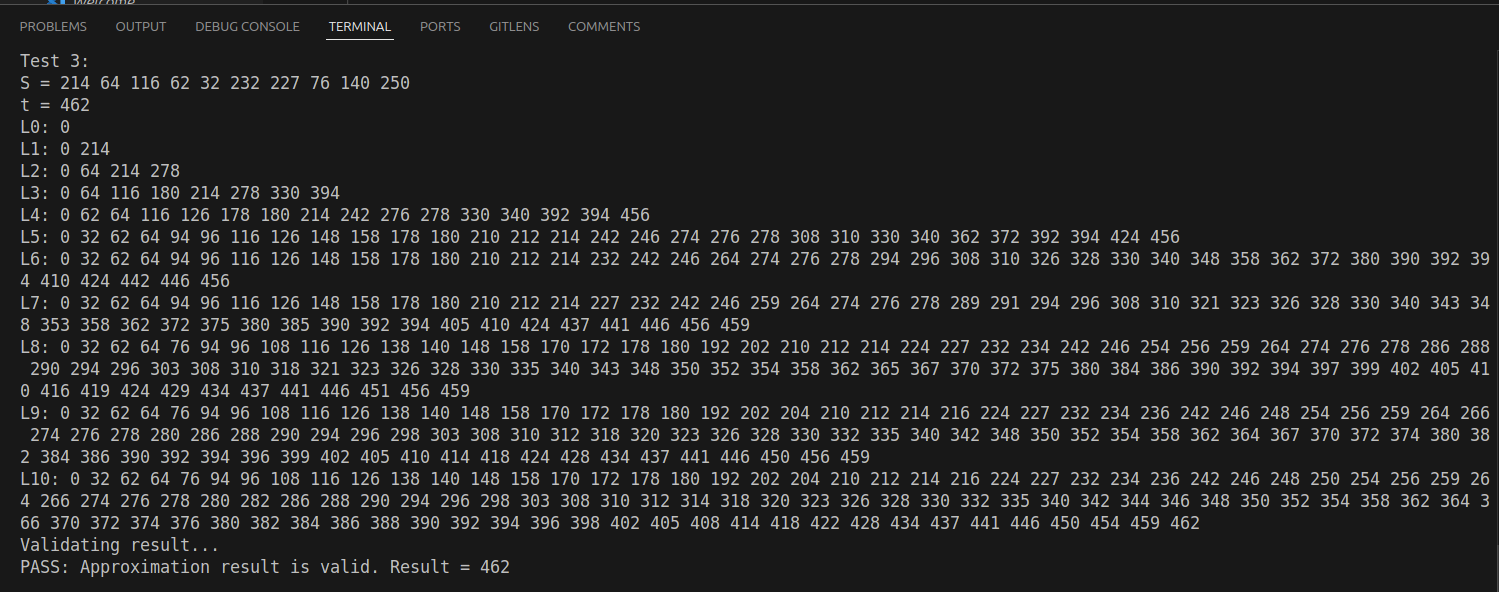 Welcome
PROBLEMS OUTPUT DEBUG CONSOLE TERMINAL PORTS GITLENS COMMENTS
Test 3:
S = 214 64 116 62 32 232 227 76 140 250
t = 462
L0: 0
L1: 0 214
L2: 0 64 214 278
L3: 0 64 116 180 214 278 330 394
L4: 0 62 64 116 126 178 180 214 242 276 278 330 340 392 394 456
L5: 0 32 62 64 94 96 116 126 148 158 178 180 210 212 214 242 246 274 276 278 308 310 330 340 362 372 392 394 424 456
L6: 0 32 62 64 94 96 116 126 148 158 178 180 210 212 214 232 242 246 264 274 276 278 294 296 308 310 326 328 330 340 348 358 362 372 380 390 392 39
4 410 424 442 446 456
L7: 0 32 62 64 94 96 116 126 148 158 178 180 210 212 214 227 232 242 246 259 264 274 276 278 289 291 294 296 308 310 321 323 326 328 330 340 343 34
8 353 358 362 372 375 380 385 390 392 394 405 410 424 437 441 446 456 459
L8: 0 32 62 64 76 94 96 108 116 126 138 140 148 158 170 172 178 180 192 202 210 212 214 224 227 232 234 242 246 254 256 259 264 274 276 278 286 288
290 294 296 303 308 310 318 321 323 326 328 330 335 340 343 348 350 352 354 358 362 365 367 370 372 375 380 384 386 390 392 394 397 399 402 405 41
0 416 419 424 429 434 437 441 446 451 456 459
L9: 0 32 62 64 76 94 96 108 116 126 138 140 148 158 170 172 178 180 192 202 204 210 212 214 216 224 227 232 234 236 242 246 248 254 256 259 264 266
274 276 278 280 286 288 290 294 296 298 303 308 310 312 318 320 323 326 328 330 332 335 340 342 348 350 352 354 358 362 364 367 370 372 374 380 38
2 384 386 390 392 394 396 399 402 405 410 414 418 424 428 434 437 441 446 450 456 459
L10: 0 32 62 64 76 94 96 108 116 126 138 140 148 158 170 172 178 180 192 202 204 210 212 214 216 224 227 232 234 236 242 246 248 250 254 256 259 26
4 266 274 276 278 280 282 286 288 290 294 296 298 303 308 310 312 314 318 320 323 326 328 330 332 335 340 342 344 346 348 350 352 354 358 362 364 3
66 370 372 374 376 380 382 384 386 388 390 392 394 396 398 402 405 408 414 418 422 428 434 437 441 446 450 454 459 462
Validating result...
PASS: Approximation result is valid. Result = 462